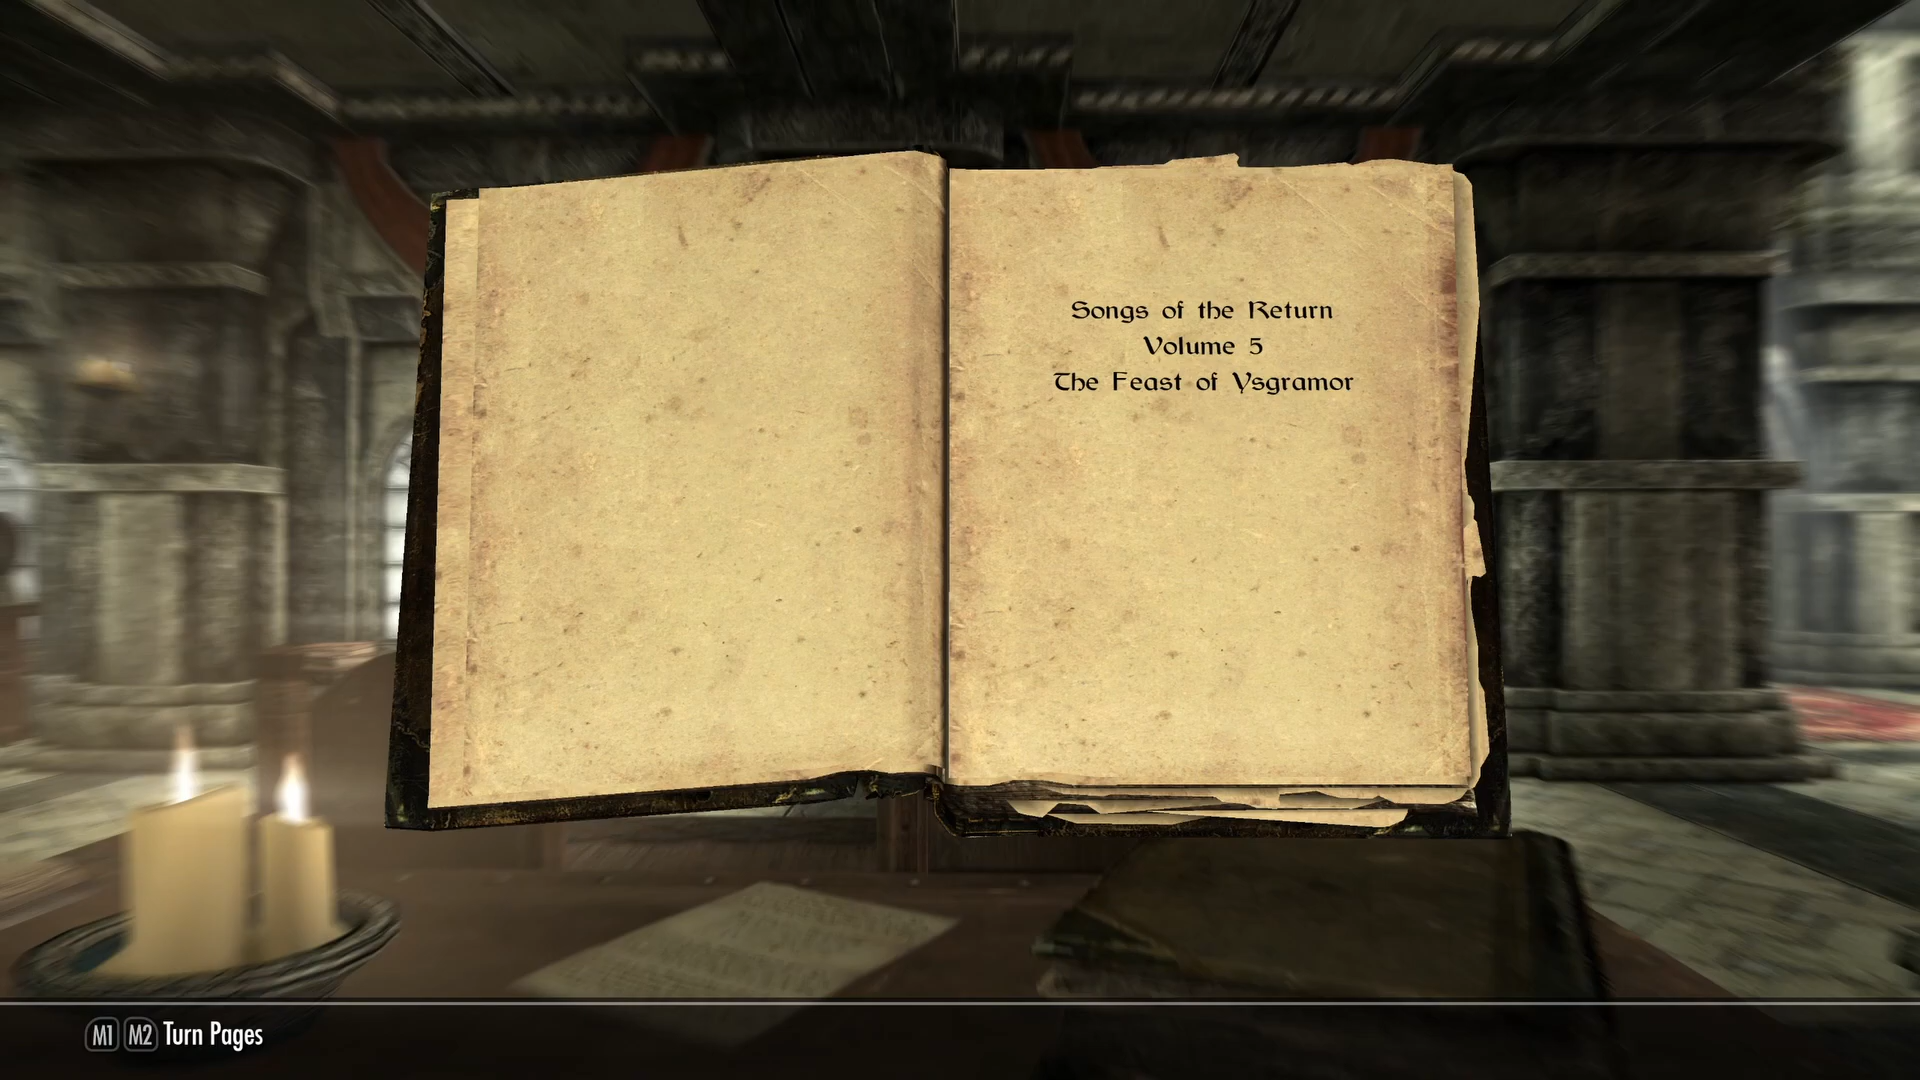 Songs of the Return
Volume 5
The Feast of Ysgramor
M1 M2 Turn Pages